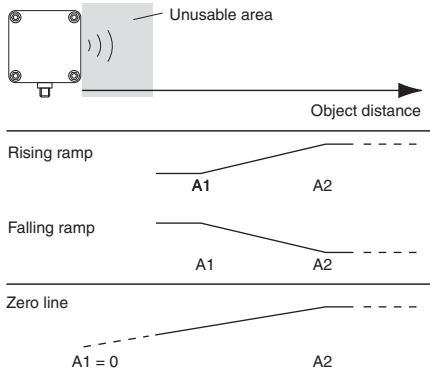 Unusable area
Object distance
Rising ramp
A1 A2
Falling ramp
A1 A2
Zero line
A1 = 0 A2